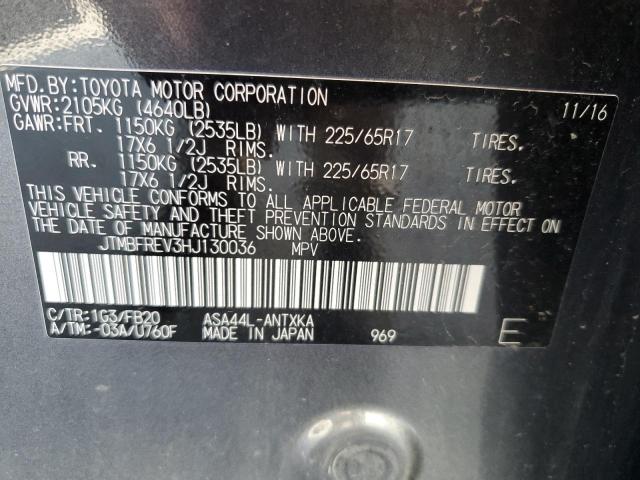 MFD.BY:TOYOTA MOTOR CORPORATION 11/16
GVWR:2105KG (4640LB)
GAWR:FRT. 1150KG (2535LB) WITH 225/65R17 TIRES.
17X6 1/2J RIMS.
RR. 1150KG (2535LB) WITH 225/65R17 TIRES.
17X6 1/2J RIMS.
THIS VEHICLE CONFORMS TO ALL APPLICABLE FEDERAL MOTOR
VEHICLE SAFETY AND THEFT PREVENTION STANDARDS IN EFFECT ON
THE DATE OF MANUFACTURE SHOWN ABOVE.
JTMBFREV3HJ130036 MPV
C/TR:1G3/FB20 ASA44L-ANTXKA
A/TM:-03A/U760F MADE IN JAPAN 969 E